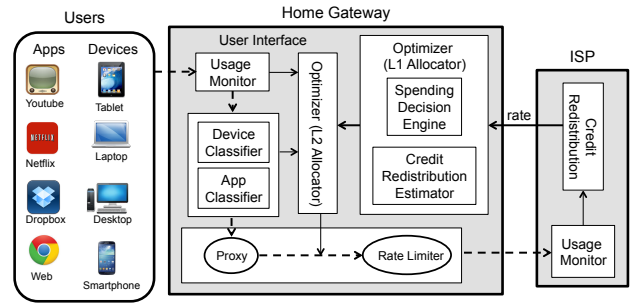 Users
Home Gateway
ISP
Apps
Devices
Youtube
Tablet
NETFLIX
Netflix
Laptop
Dropbox
Desktop
Web
Smartphone
User Interface
Usage
Monitor
Device
Classifier
App
Classifier
Optimizer (L2 Allocator)
Optimizer
(L1 Allocator)
Spending
Decision
Engine
Credit
Redistribution
Estimator
Proxy
Rate Limiter
rate
Credit
Redistribution
Usage
Monitor